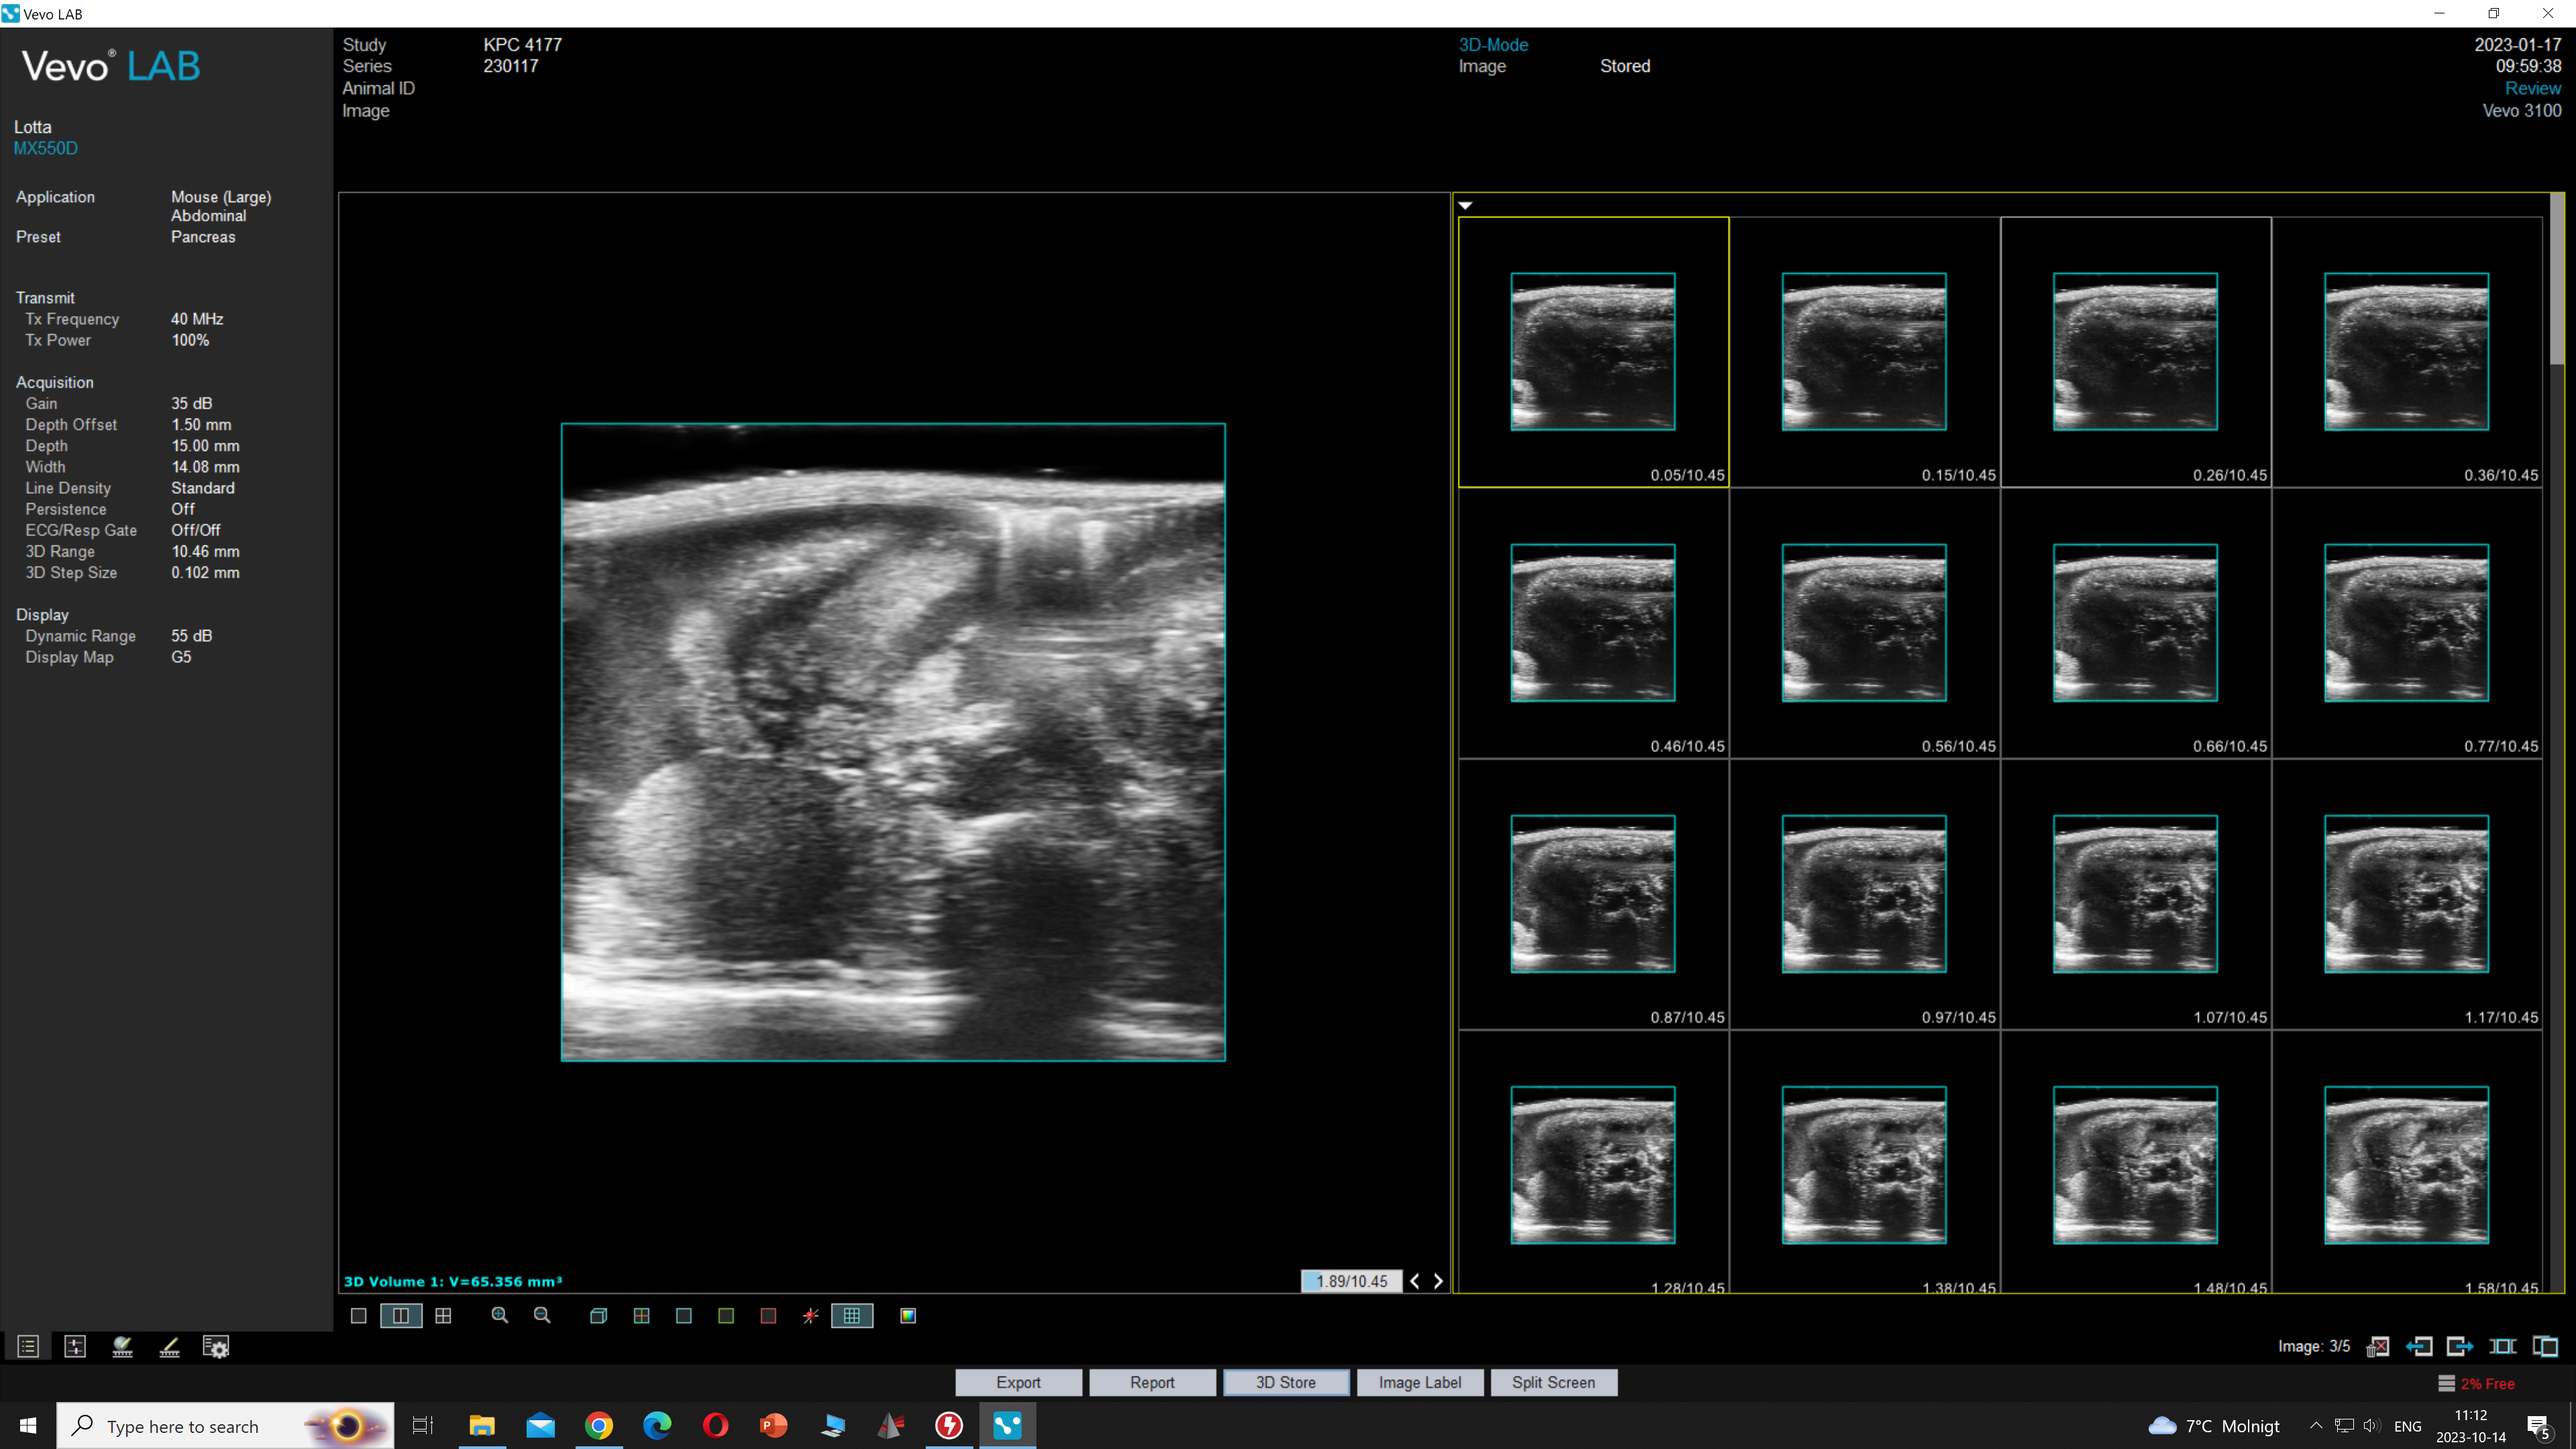 Vevo LAB
Vevo® LAB
Lotta
MX550D
Application Mouse (Large)
Abdominal
Preset Pancreas
Transmit
Tx Frequency 40 MHz
Tx Power 100%
Acquisition
Gain 35 dB
Depth Offset 1.50 mm
Depth 15.00 mm
Width 14.08 mm
Line Density Standard
Persistence Off
ECG/Resp Gate Off/Off
3D Range 10.46 mm
3D Step Size 0.102 mm
Display
Dynamic Range 55 dB
Display Map G5
Study KPC 4177
Series 230117
Animal ID
Image
3D-Mode
Image Stored
2023-01-17
09:59:38
Review
Vevo 3100
0.05/10.45 0.15/10.45 0.26/10.45 0.36/10.45
0.46/10.45 0.56/10.45 0.66/10.45 0.77/10.45
0.87/10.45 0.97/10.45 1.07/10.45 1.17/10.45
1.28/10.45 1.38/10.45 1.48/10.45 1.58/10.45
3D Volume 1: V=65.356 mm³
1.89/10.45
Image: 3/5
Export Report 3D Store Image Label Split Screen
2% Free
Type here to search
P
7°C Molnigt
ENG
11:12
2023-10-14
5